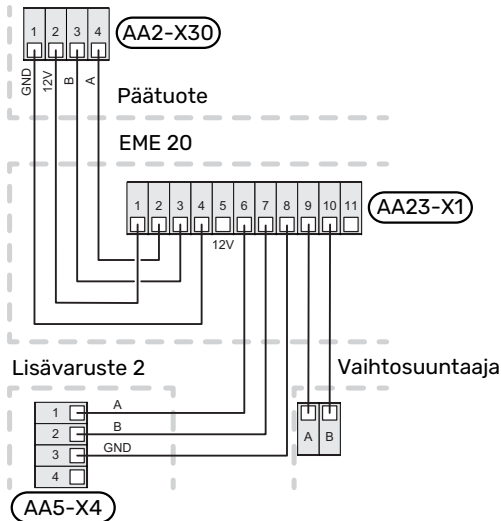 1 2 3 4
AA2-X30
GND 12V B A
Päätuote
EME 20
1 2 3 4 5 6 7 8 9 10 11
AA23-X1
12V
Lisävaruste 2
Vaihtosuuntaaja
1 A
2 B
3 GND
4
A B
AA5-X4